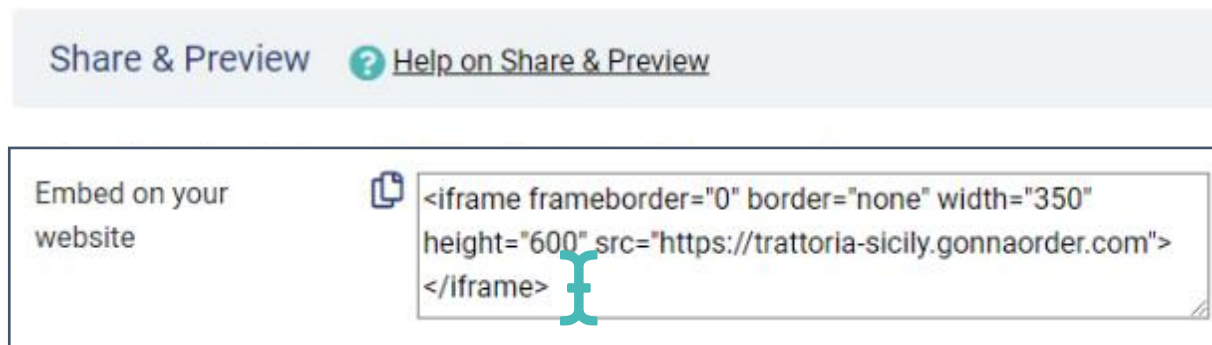 Share & Preview ? Help on Share & Preview
Embed on your
website
<iframe frameborder="0" border="none" width="350"
height="600" src="https://trattoria-sicily.gonnaorder.com">
</iframe>